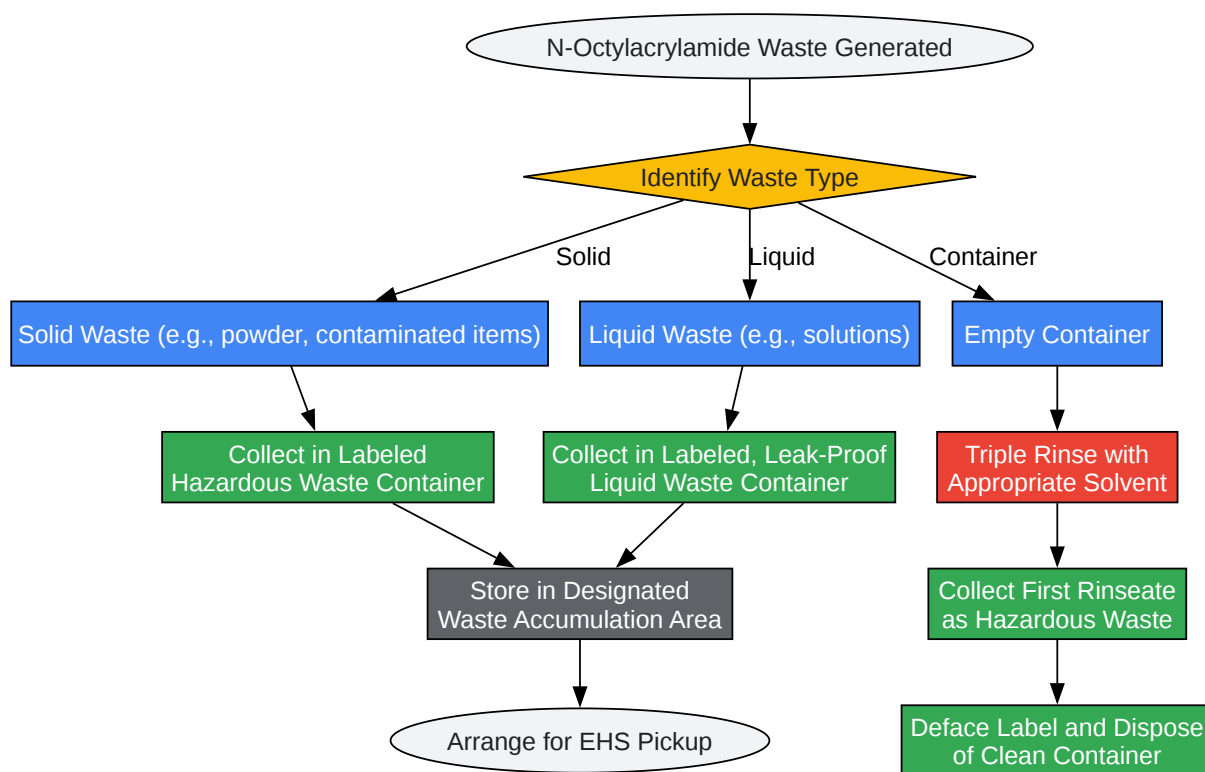 N-Octylacrylamide Waste Generated
Identify Waste Type
Solid
Liquid
Container
Solid Waste (e.g., powder, contaminated items)
Liquid Waste (e.g., solutions)
Empty Container
Collect in Labeled
Hazardous Waste Container
Collect in Labeled, Leak-Proof
Liquid Waste Container
Triple Rinse with
Appropriate Solvent
Store in Designated
Waste Accumulation Area
Collect First Rinseate
as Hazardous Waste
Arrange for EHS Pickup
Deface Label and Dispose
of Clean Container